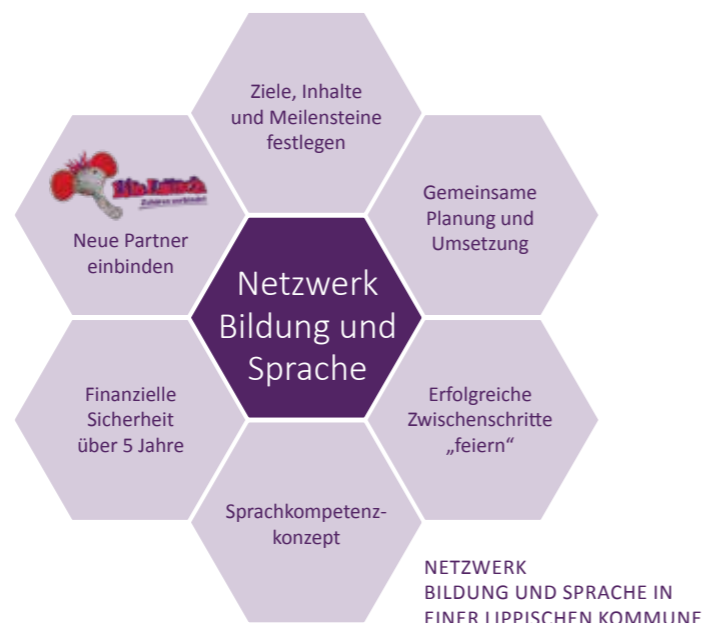 Ziele, Inhalte
und Meilensteine
festlegen
Gemeinsame
Planung und
Umsetzung
Erfolgreiche
Zwischenschritte
„feiern“
Sprachkompetenz-
konzept
Finanzielle
Sicherheit
über 5 Jahre
Neue Partner
einbinden
Netzwerk
Bildung und
Sprache
NETZWERK
BILDUNG UND SPRACHE IN
EINER LIPPISCHEN KOMMUNE